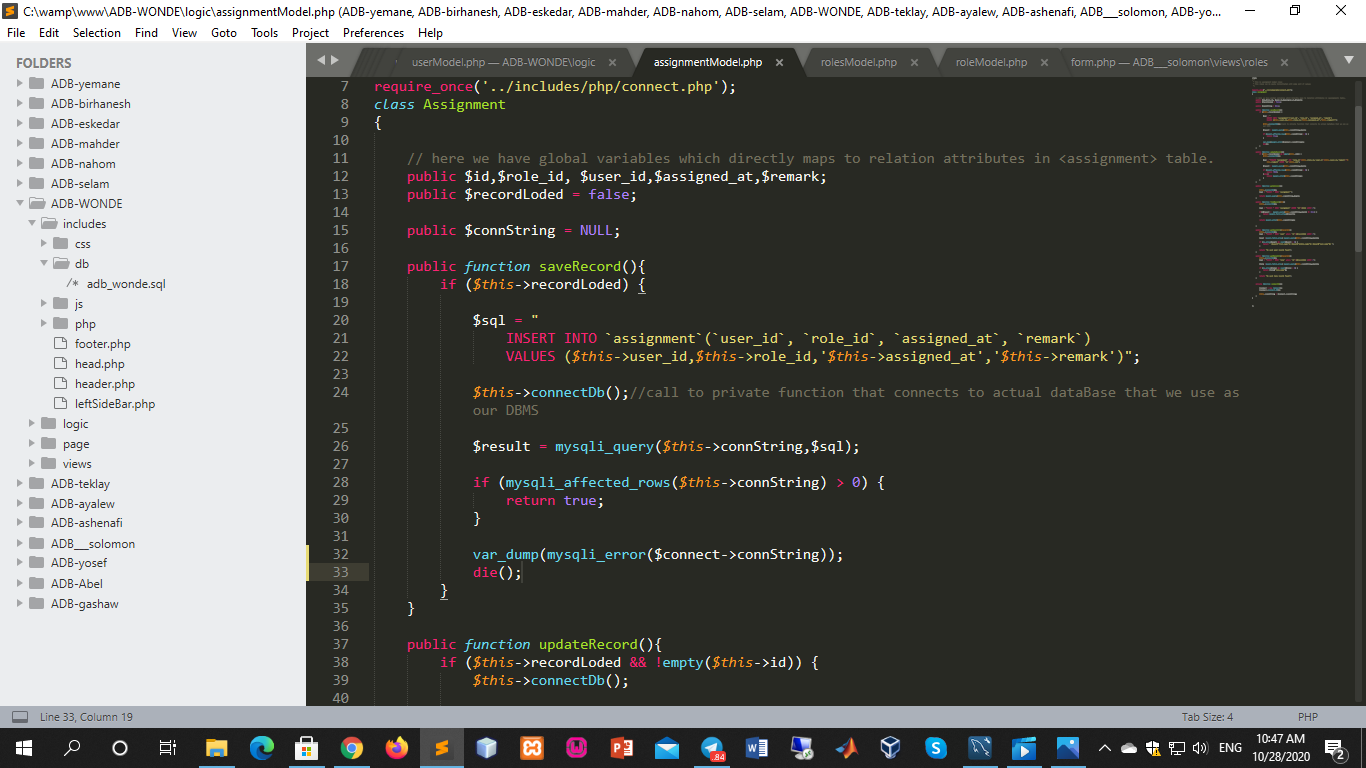 C:\wamp\www\ADB-WONDE\logic\assignmentModel.php (ADB-yemane, ADB-birhanesh, ADB-eskedar, ADB-mahder, ADB-nahom, ADB-selam, ADB-WONDE, ADB-teklay, ADB-ayalew, ADB-ashenafi, ADB___solomon, ADB-yo...
File Edit Selection Find View Goto Tools Project Preferences Help
FOLDERS
ADB-yemane
ADB-birhanesh
ADB-eskedar
ADB-mahder
ADB-nahom
ADB-selam
ADB-WONDE
includes
css
db
/* adb_wonde.sql
js
php
footer.php
head.php
header.php
leftSideBar.php
logic
page
views
ADB-teklay
ADB-ayalew
ADB-ashenafi
ADB___solomon
ADB-yosef
ADB-Abel
ADB-gashaw
userModel.php — ADB-WONDE\logic × assignmentModel.php × rolesModel.php × roleModel.php × form.php — ADB___solomon\views\roles ×
7 require_once('../includes/php/connect.php');
8 class Assignment
9 {
10
11 // here we have global variables which directly maps to relation attributes in <assignment> table.
12 public $id,$role_id, $user_id,$assigned_at,$remark;
13 public $recordLoded = false;
14
15 public $connString = NULL;
16
17 public function saveRecord(){
18 if ($this->recordLoded) {
19
20 $sql = "
21 INSERT INTO `assignment`(`user_id`, `role_id`, `assigned_at`, `remark`)
22 VALUES ($this->user_id,$this->role_id,'$this->assigned_at','$this->remark')";
23
24 $this->connectDb();//call to private function that connects to actual dataBase that we use as
our DBMS
25
26 $result = mysqli_query($this->connString,$sql);
27
28 if (mysqli_affected_rows($this->connString) > 0) {
29 return true;
30 }
31
32 var_dump(mysqli_error($connect->connString));
33 die();
34 }
35 }
36
37 public function updateRecord(){
38 if ($this->recordLoded && !empty($this->id)) {
39 $this->connectDb();
40
Line 33, Column 19 Tab Size: 4 PHP
84 ENG 10:47 AM
10/28/2020 2